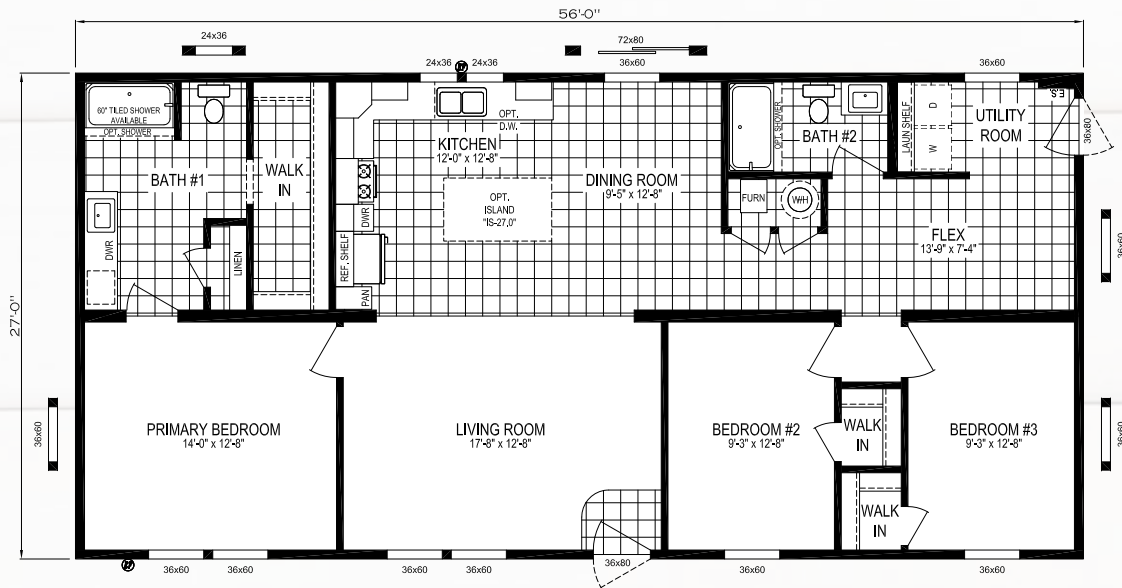 56'-0"
24x36
72x80
24x36
24x36
36x60
36x60
60" TILED SHOWER
AVAILABLE
OPT. SHOWER
OPT.
D.W.
KITCHEN
12'-0" x 12'-8"
OPT. SHOWER
BATH #2
LAUN SHELF
D
W
UTILITY
ROOM
36x80
BATH #1
WALK
IN
DINING ROOM
9'-5" x 12'-8"
OPT.
ISLAND
"IS-27,0"
DWR
FURN
W/H
FLEX
13'-9" x 7'-4"
36x60
DWR
LINEN
REF. SHELF
PAN
27'-0"
PRIMARY BEDROOM
14'-0" x 12'-8"
LIVING ROOM
17'-8" x 12'-8"
BEDROOM #2
9'-3" x 12'-8"
WALK
IN
BEDROOM #3
9'-3" x 12'-8"
36x60
36x60
WALK
IN
36x60
36x60
36x60
36x60
36x80
36x60
36x60